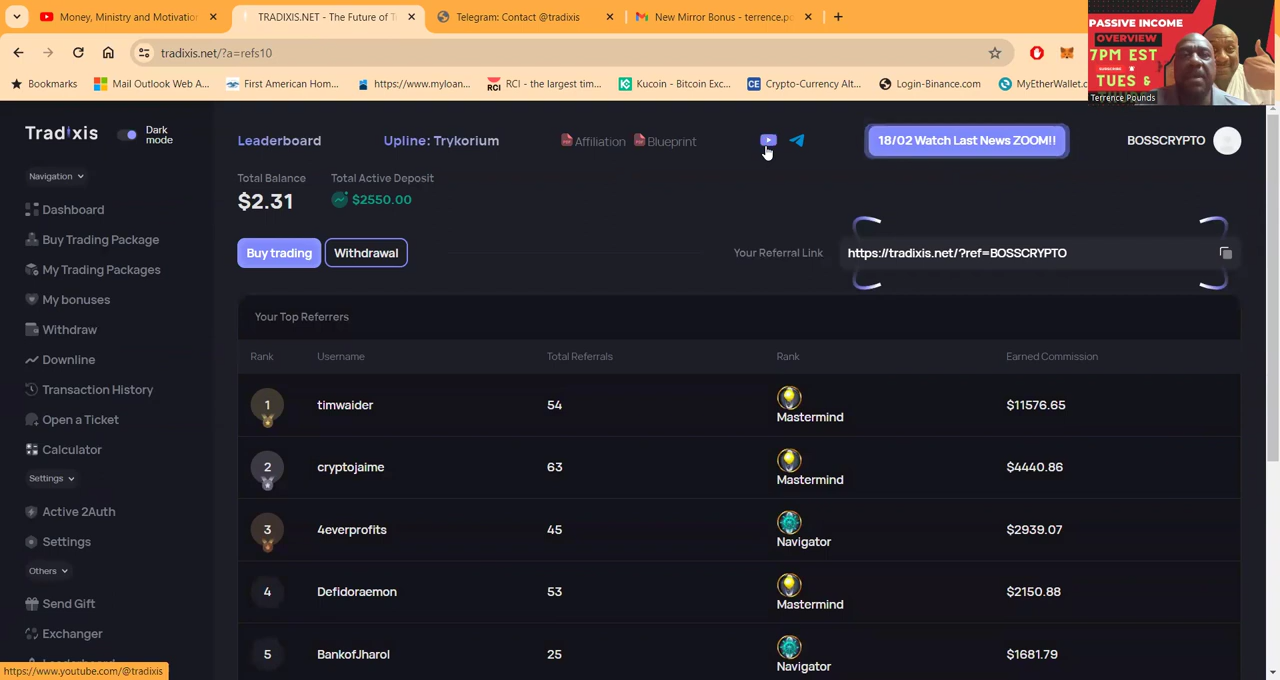 Money, Ministry and Motivation
TRADIXIS.NET - The Future of T
Telegram: Contact @tradixis
New Mirror Bonus - terrence.po
tradixis.net/?a=refs10
Bookmarks
Mail Outlook Web A...
First American Hom...
https://www.myloan...
RCI - the largest tim...
Kucoin - Bitcoin Exc...
Crypto-Currency Alt...
Login-Binance.com
MyEtherWallet.c
PASSIVE INCOME
OVERVIEW
7PM EST
TUES &
Terrence Pounds
Tradixis
Dark mode
Leaderboard
Upline: Trykorium
Affiliation
Blueprint
18/02 Watch Last News ZOOM!!
BOSSCRYPTO
Navigation
Total Balance
Total Active Deposit
$2.31
$2550.00
Dashboard
Buy Trading Package
My Trading Packages
My bonuses
Withdraw
Downline
Transaction History
Open a Ticket
Calculator
Settings
Active 2Auth
Settings
Others
Send Gift
Exchanger
Buy trading
Withdrawal
Your Referral Link
https://tradixis.net/?ref=BOSSCRYPTO
Your Top Referrers
Rank Username Total Referrals Rank Earned Commission
1 timwaider 54 Mastermind $11576.65
2 cryptojaime 63 Mastermind $4440.86
3 4everprofits 45 Navigator $2939.07
4 Defidoraemon 53 Mastermind $2150.88
5 BankofJharol 25 Navigator $1681.79
https://www.youtube.com/@tradixis